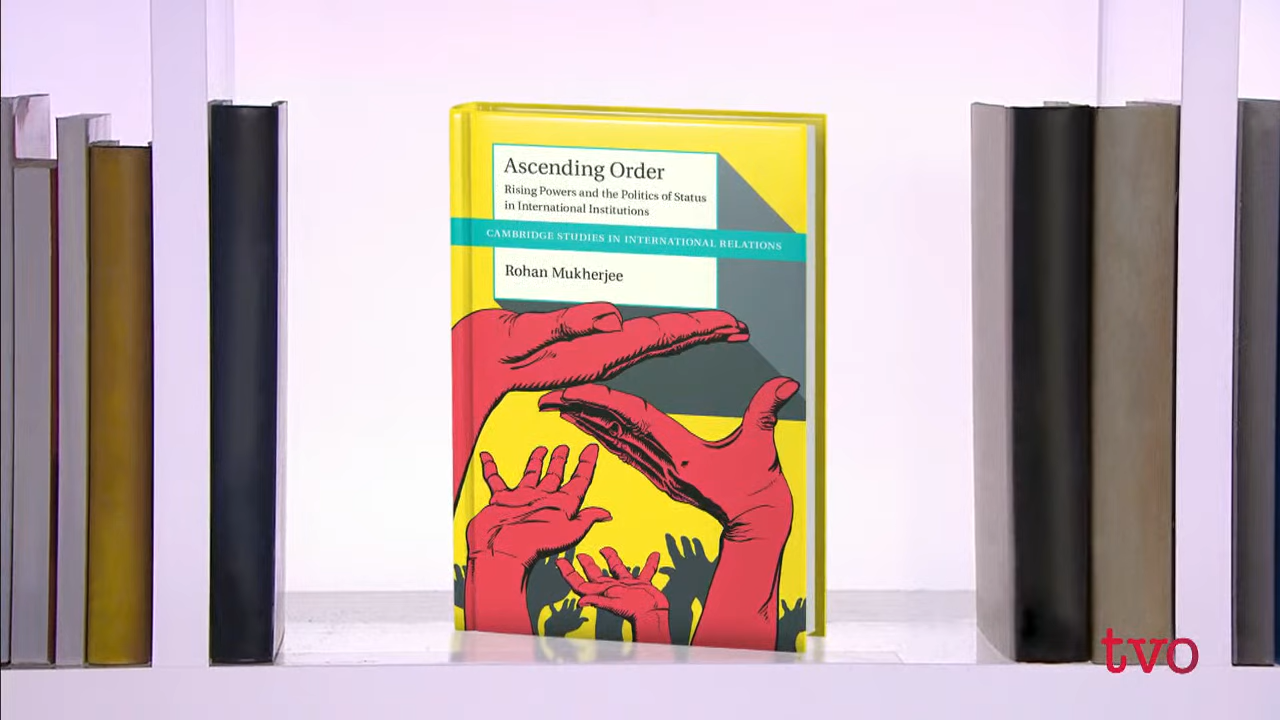 Ascending Order
Rising Powers and the Politics of Status
in International Institutions
CAMBRIDGE STUDIES IN INTERNATIONAL RELATIONS
Rohan Mukherjee
tvo